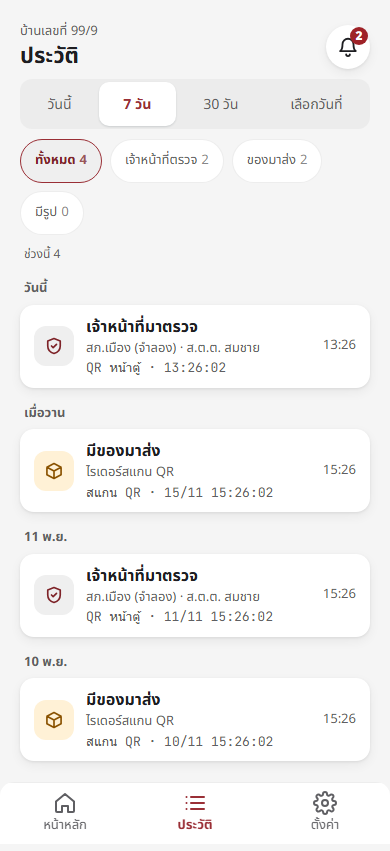 บ้านเลขที่ 99/9
ประวัติ
2
วันนี้ 7 วัน 30 วัน เลือกวันที่
ทั้งหมด 4 เจ้าหน้าที่ตรวจ 2 ของมาส่ง 2
มีรูป 0
ช่วงนี้ 4
วันนี้
เจ้าหน้าที่มาตรวจ
สภ.เมือง (จำลอง) · ส.ต.ต. สมชาย
13:26
QR หน้าตู้ · 13:26:02
เมื่อวาน
มีของมาส่ง
ไรเดอร์สแกน QR
15:26
สแกน QR · 15/11 15:26:02
11 พ.ย.
เจ้าหน้าที่มาตรวจ
สภ.เมือง (จำลอง) · ส.ต.ต. สมชาย
15:26
QR หน้าตู้ · 11/11 15:26:02
10 พ.ย.
มีของมาส่ง
ไรเดอร์สแกน QR
15:26
สแกน QR · 10/11 15:26:02
หน้าหลัก ประวัติ ตั้งค่า